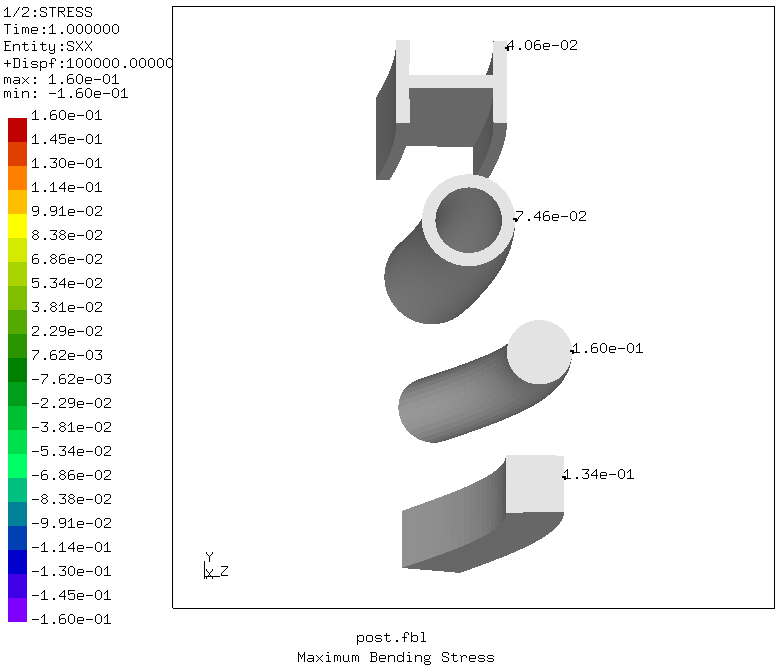 1/2:STRESS
Time:1.000000
Entity:SXX
+Dispf:100000.00000
max: 1.60e-01
min: -1.60e-01
1.60e-01
1.45e-01
1.30e-01
1.14e-01
9.91e-02
8.38e-02
6.86e-02
5.34e-02
3.81e-02
2.29e-02
7.62e-03
-7.62e-03
-2.29e-02
-3.81e-02
-5.34e-02
-6.86e-02
-8.38e-02
-9.91e-02
-1.14e-01
-1.30e-01
-1.45e-01
-1.60e-01
4.06e-02
7.46e-02
1.60e-01
1.34e-01
Y
X Z
post.fbl
Maximum Bending Stress